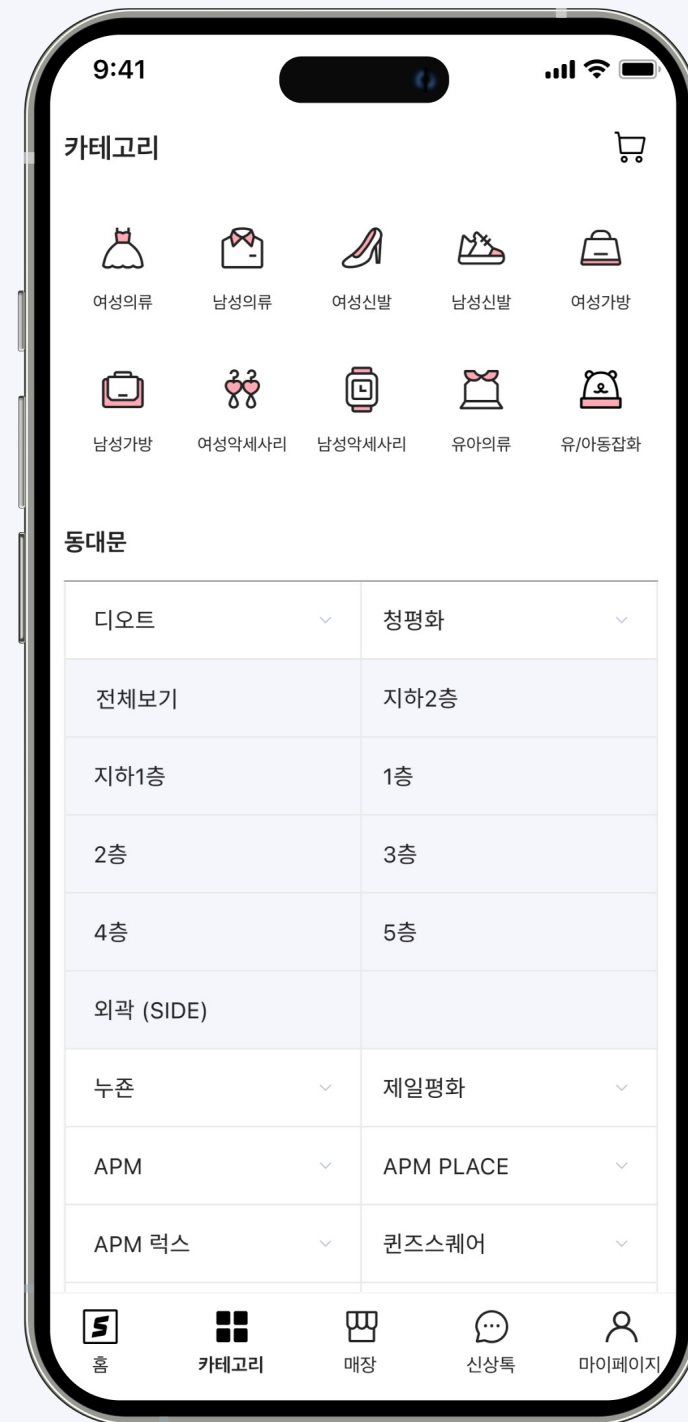 9:41
카테고리
여성의류 남성의류 여성신발 남성신발 여성가방
남성가방 여성악세사리 남성악세사리 유아의류 유/아동잡화
동대문
디오트 청평화
전체보기 지하2층
지하1층 1층
2층 3층
4층 5층
외곽 (SIDE)
누죤 제일평화
APM APM PLACE
APM 럭스 퀸즈스퀘어
홈 카테고리 매장 신상톡 마이페이지